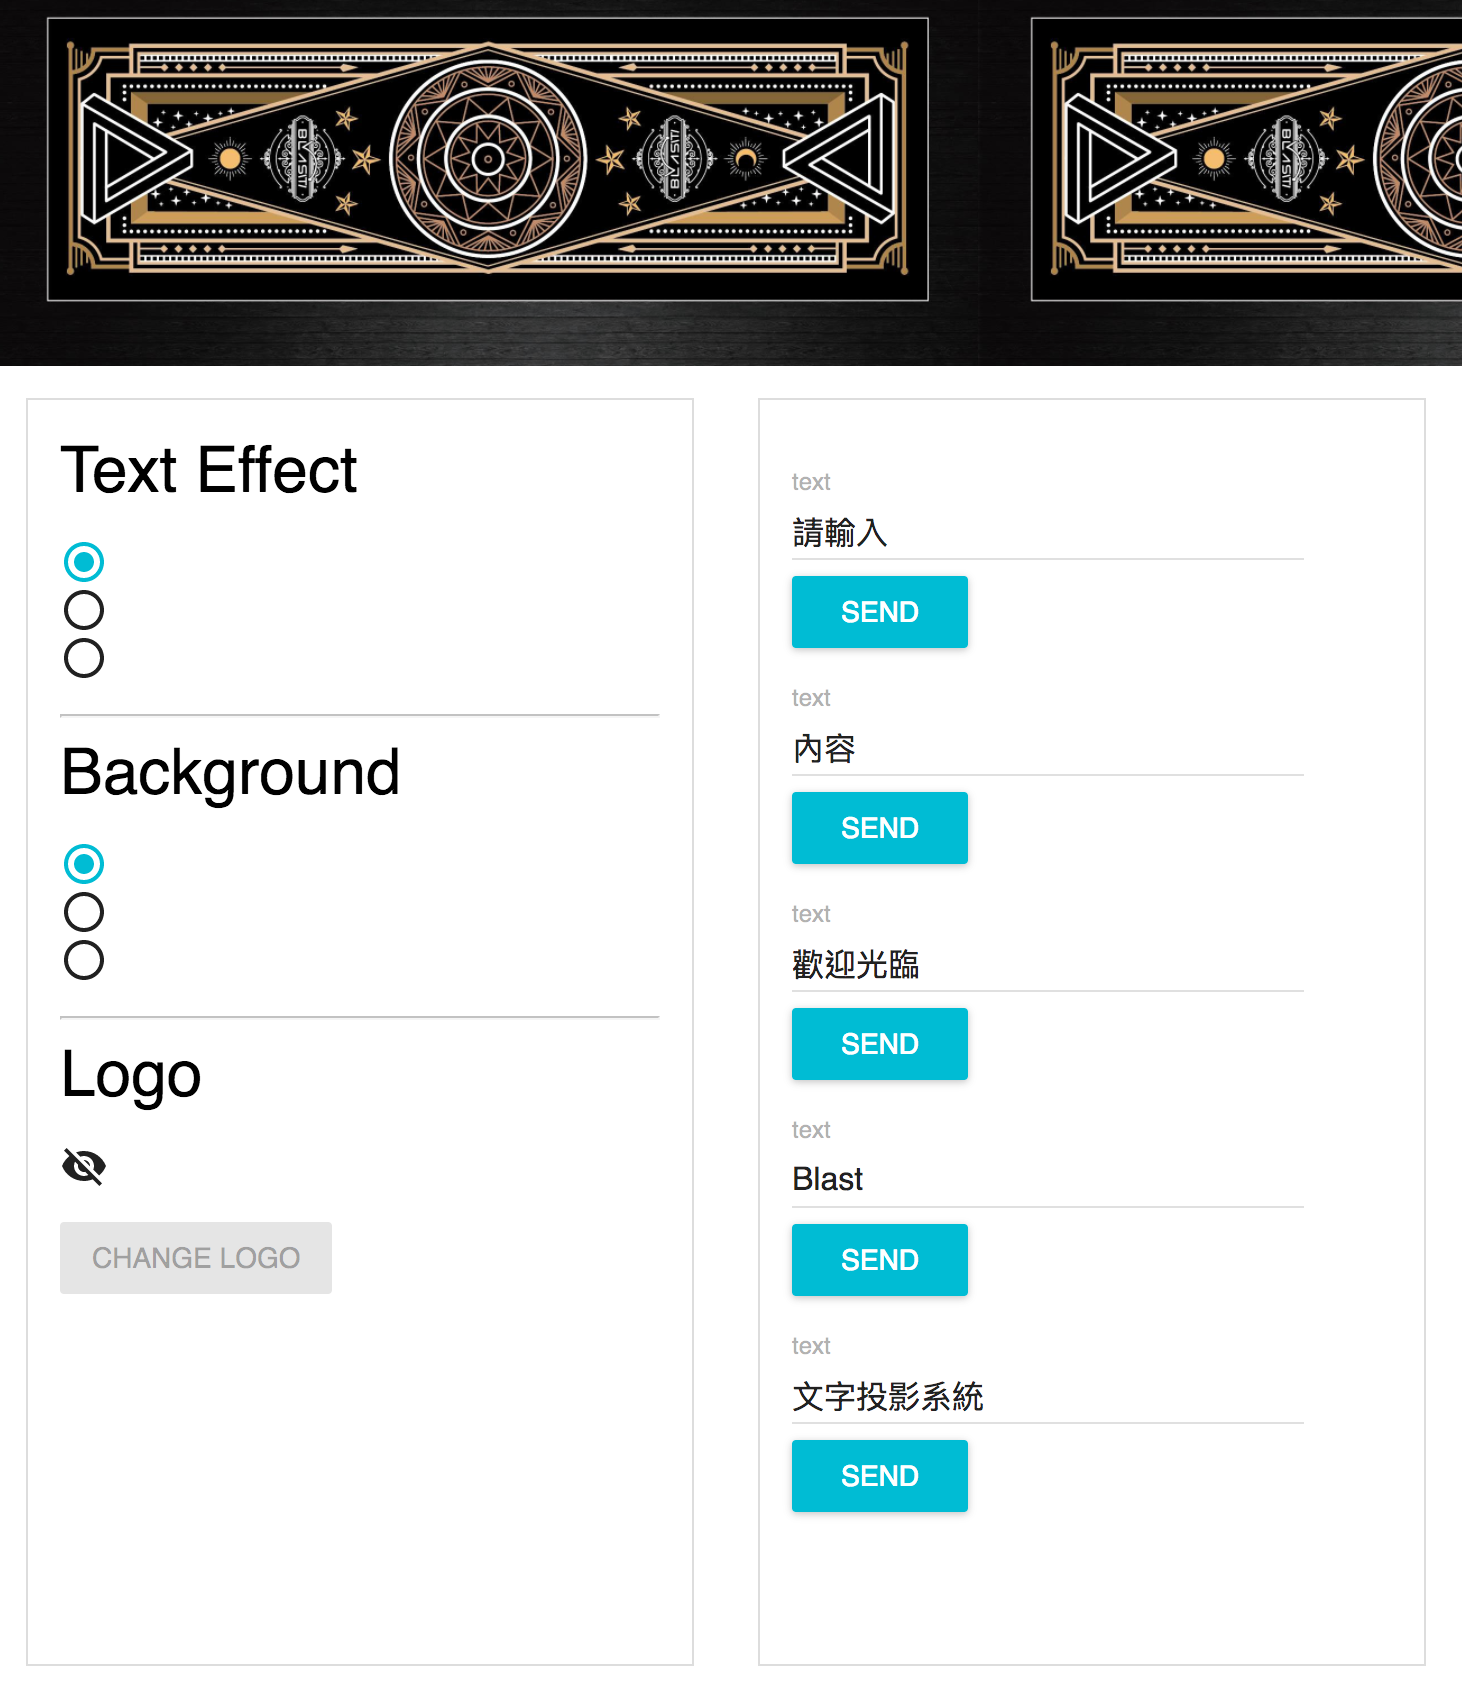 BLAST!
BLAST!
BLAST!
Text Effect
Background
Logo
CHANGE LOGO
text
請輸入
SEND
text
內容
SEND
text
歡迎光臨
SEND
text
Blast
SEND
text
文字投影系統
SEND